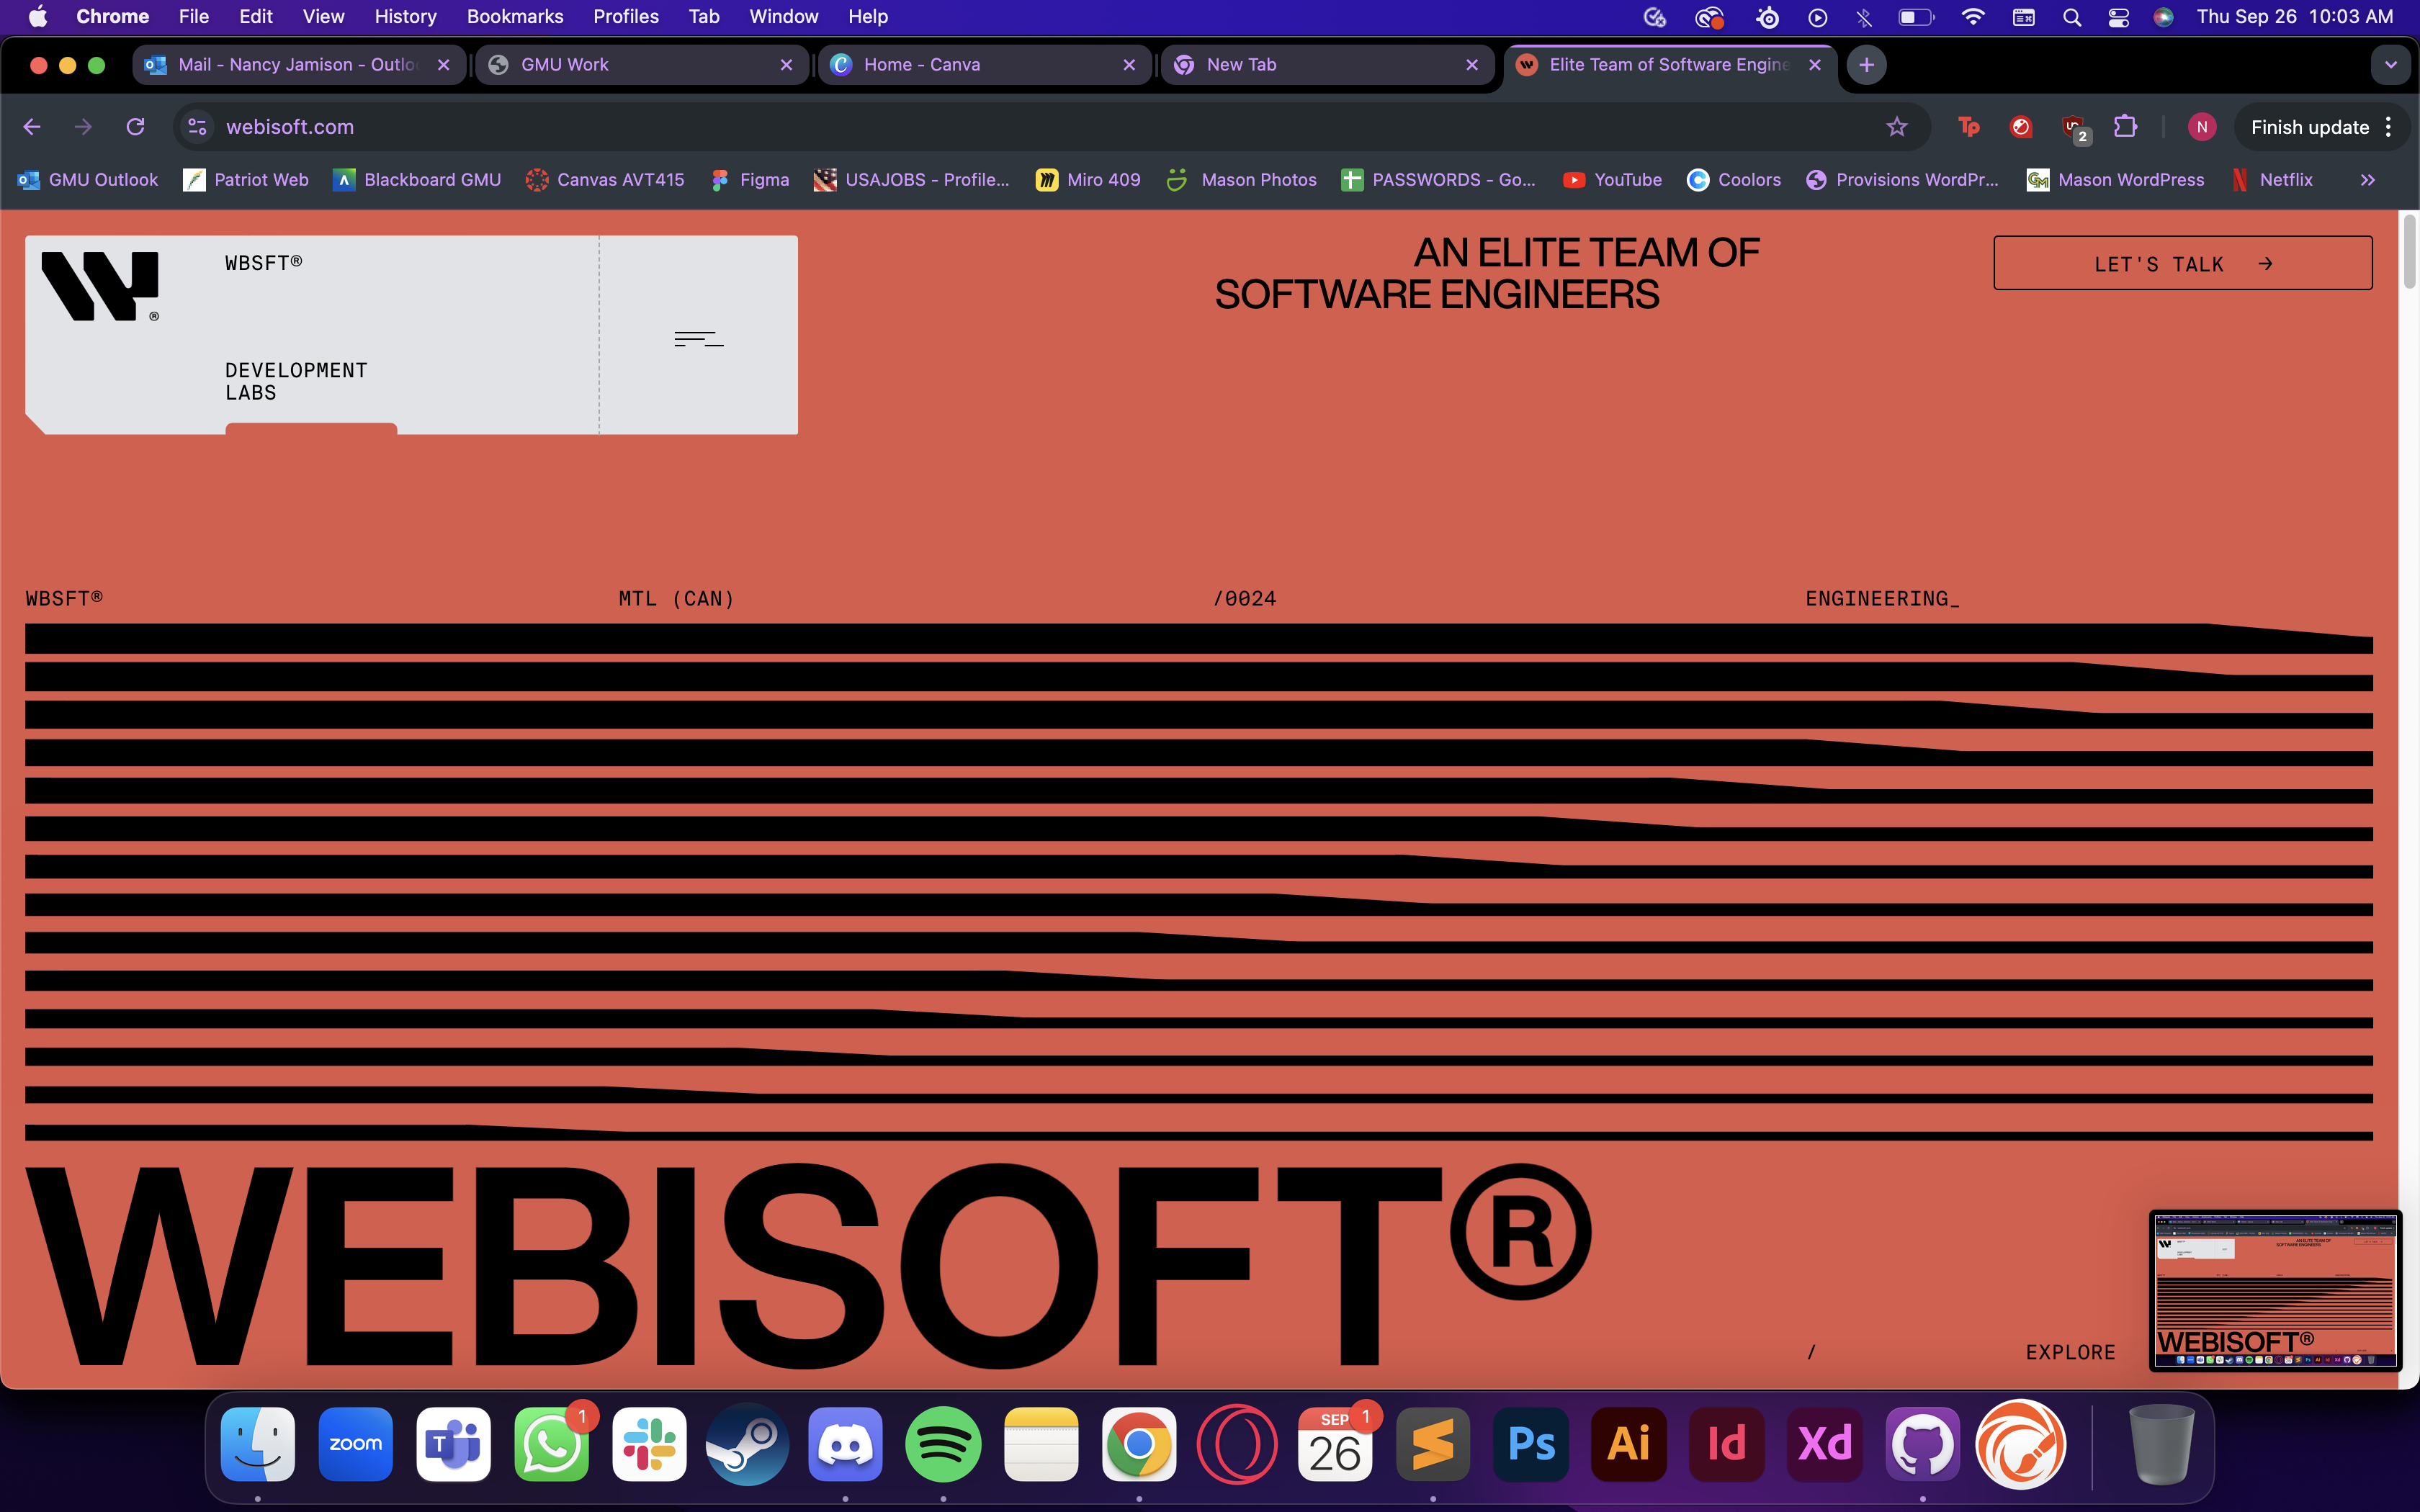 Chrome File Edit View History Bookmarks Profiles Tab Window Help Thu Sep 26 10:03 AM
Mail - Nancy Jamison - Outlo
GMU Work
Home - Canva
New Tab
Elite Team of Software Engine
webisoft.com
2
N
Finish update
GMU Outlook
Patriot Web
Blackboard GMU
Canvas AVT415
Figma
USAJOBS - Profile...
Miro 409
Mason Photos
PASSWORDS - Go...
YouTube
Coolors
Provisions WordPr...
Mason WordPress
Netflix
WBSFT®
DEVELOPMENT
LABS
AN ELITE TEAM OF
SOFTWARE ENGINEERS
LET'S TALK →
WBSFT® MTL (CAN) /0024 ENGINEERING_
WEBISOFT®
/ EXPLORE
WEBISOFT®
zoom
T
1
SEP
26
1
Ps
Ai
Id
Xd